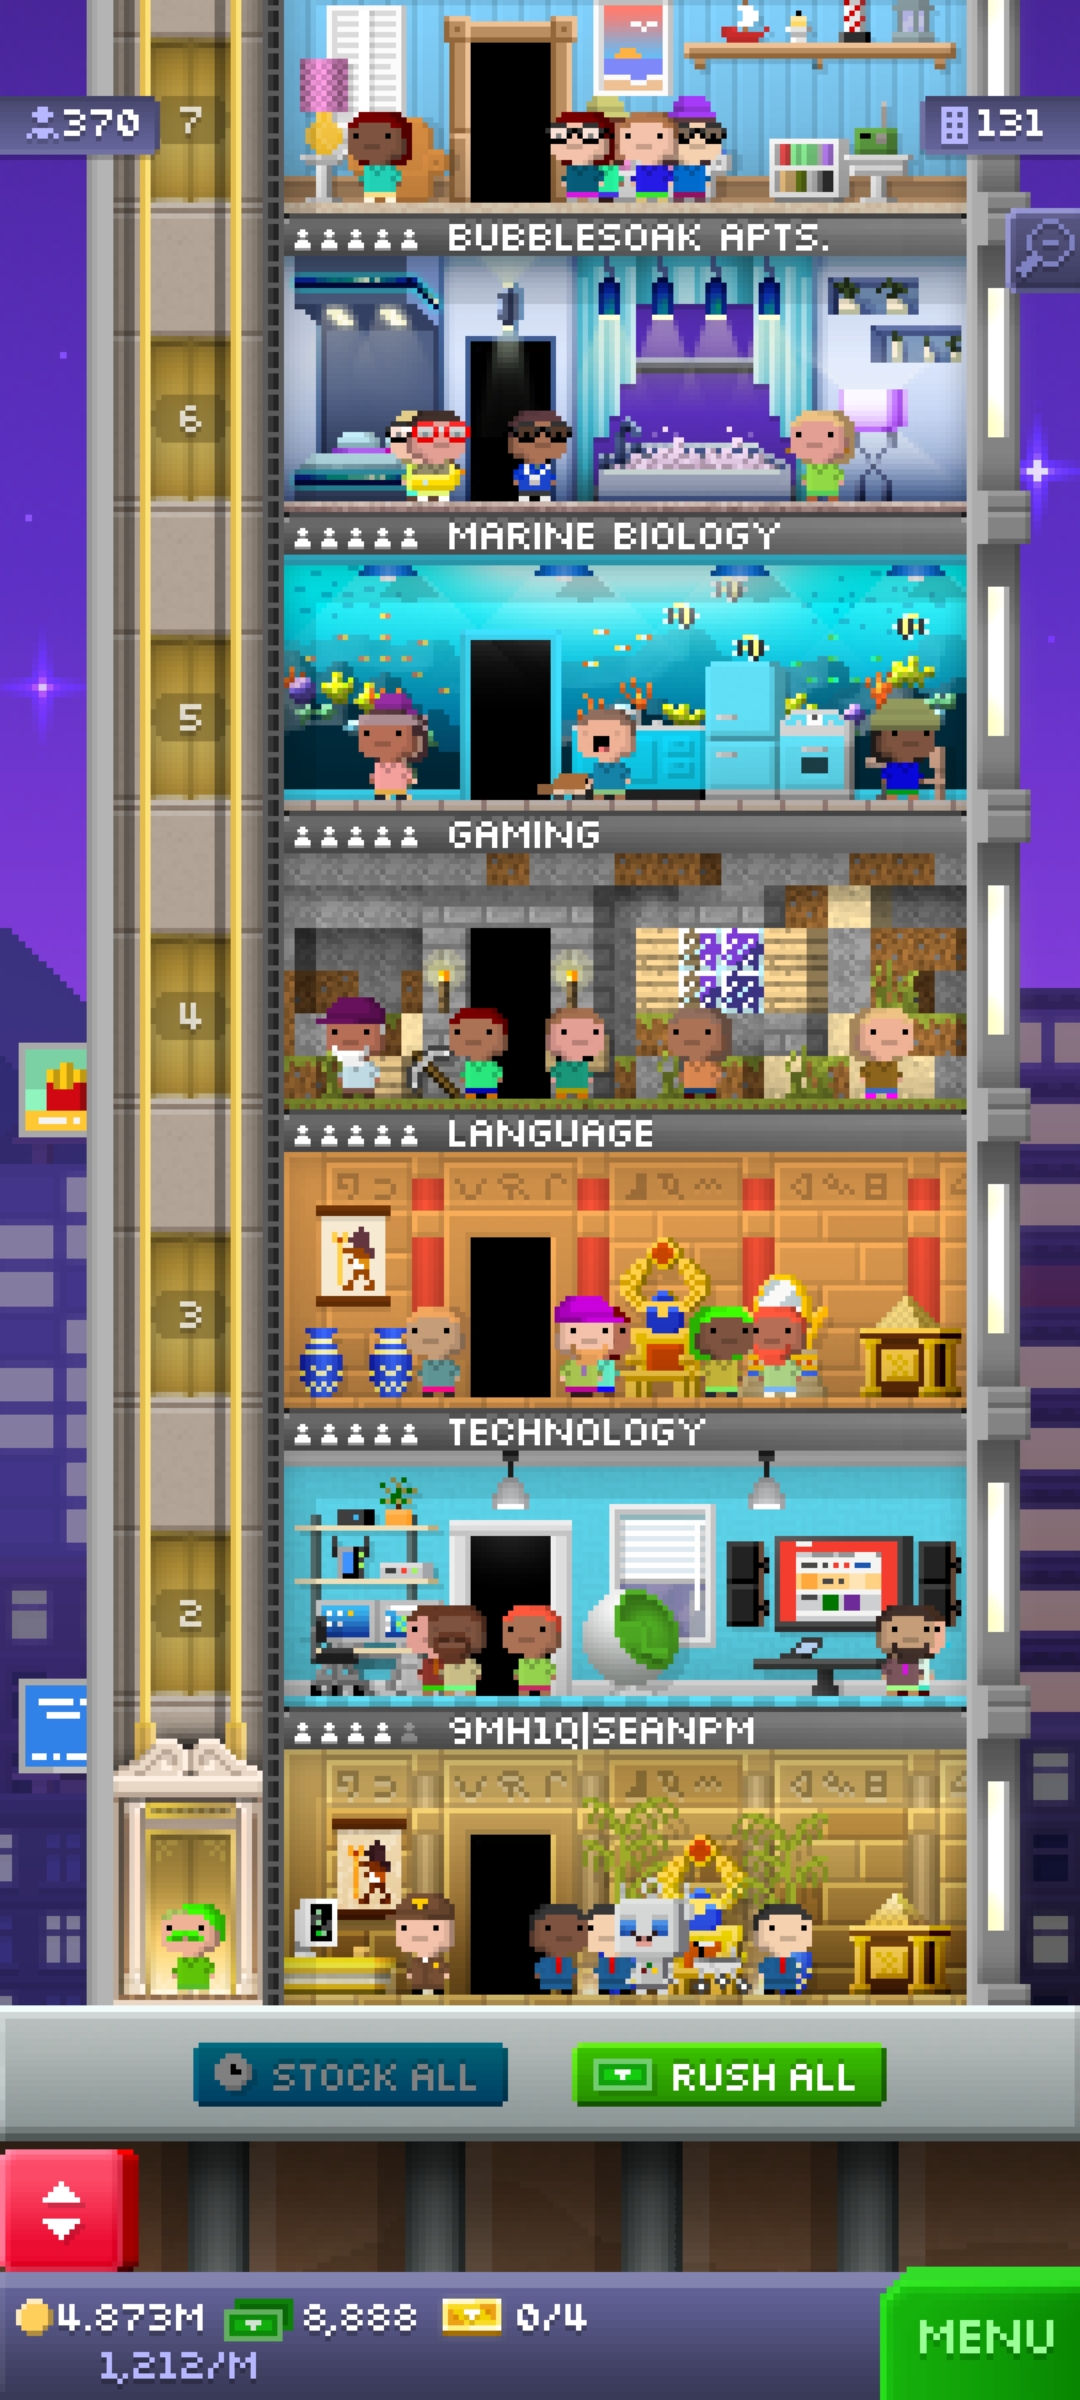 370
7
131
BUBBLESOAK APTS.
6
MARINE BIOLOGY
5
GAMING
4
LANGUAGE
3
TECHNOLOGY
2
9MH1Q|SEANPM
STOCK ALL
RUSH ALL
4.873M 8,888 0/4
1,212/M
MENU